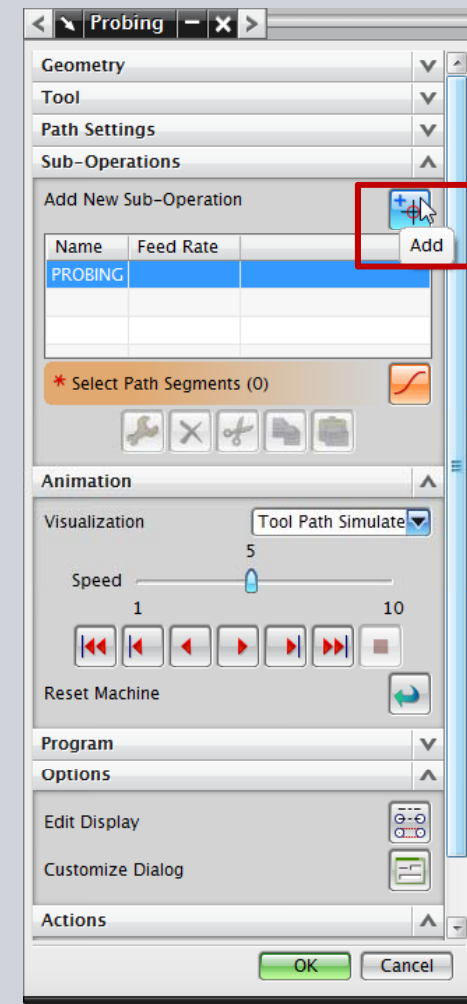 Probing
Geometry
Tool
Path Settings
Sub-Operations
Add New Sub-Operation
Add
Name Feed Rate
PROBING
* Select Path Segments (0)
Animation
Visualization Tool Path Simulate
5
Speed
1 10
Reset Machine
Program
Options
Edit Display
Customize Dialog
Actions
OK Cancel